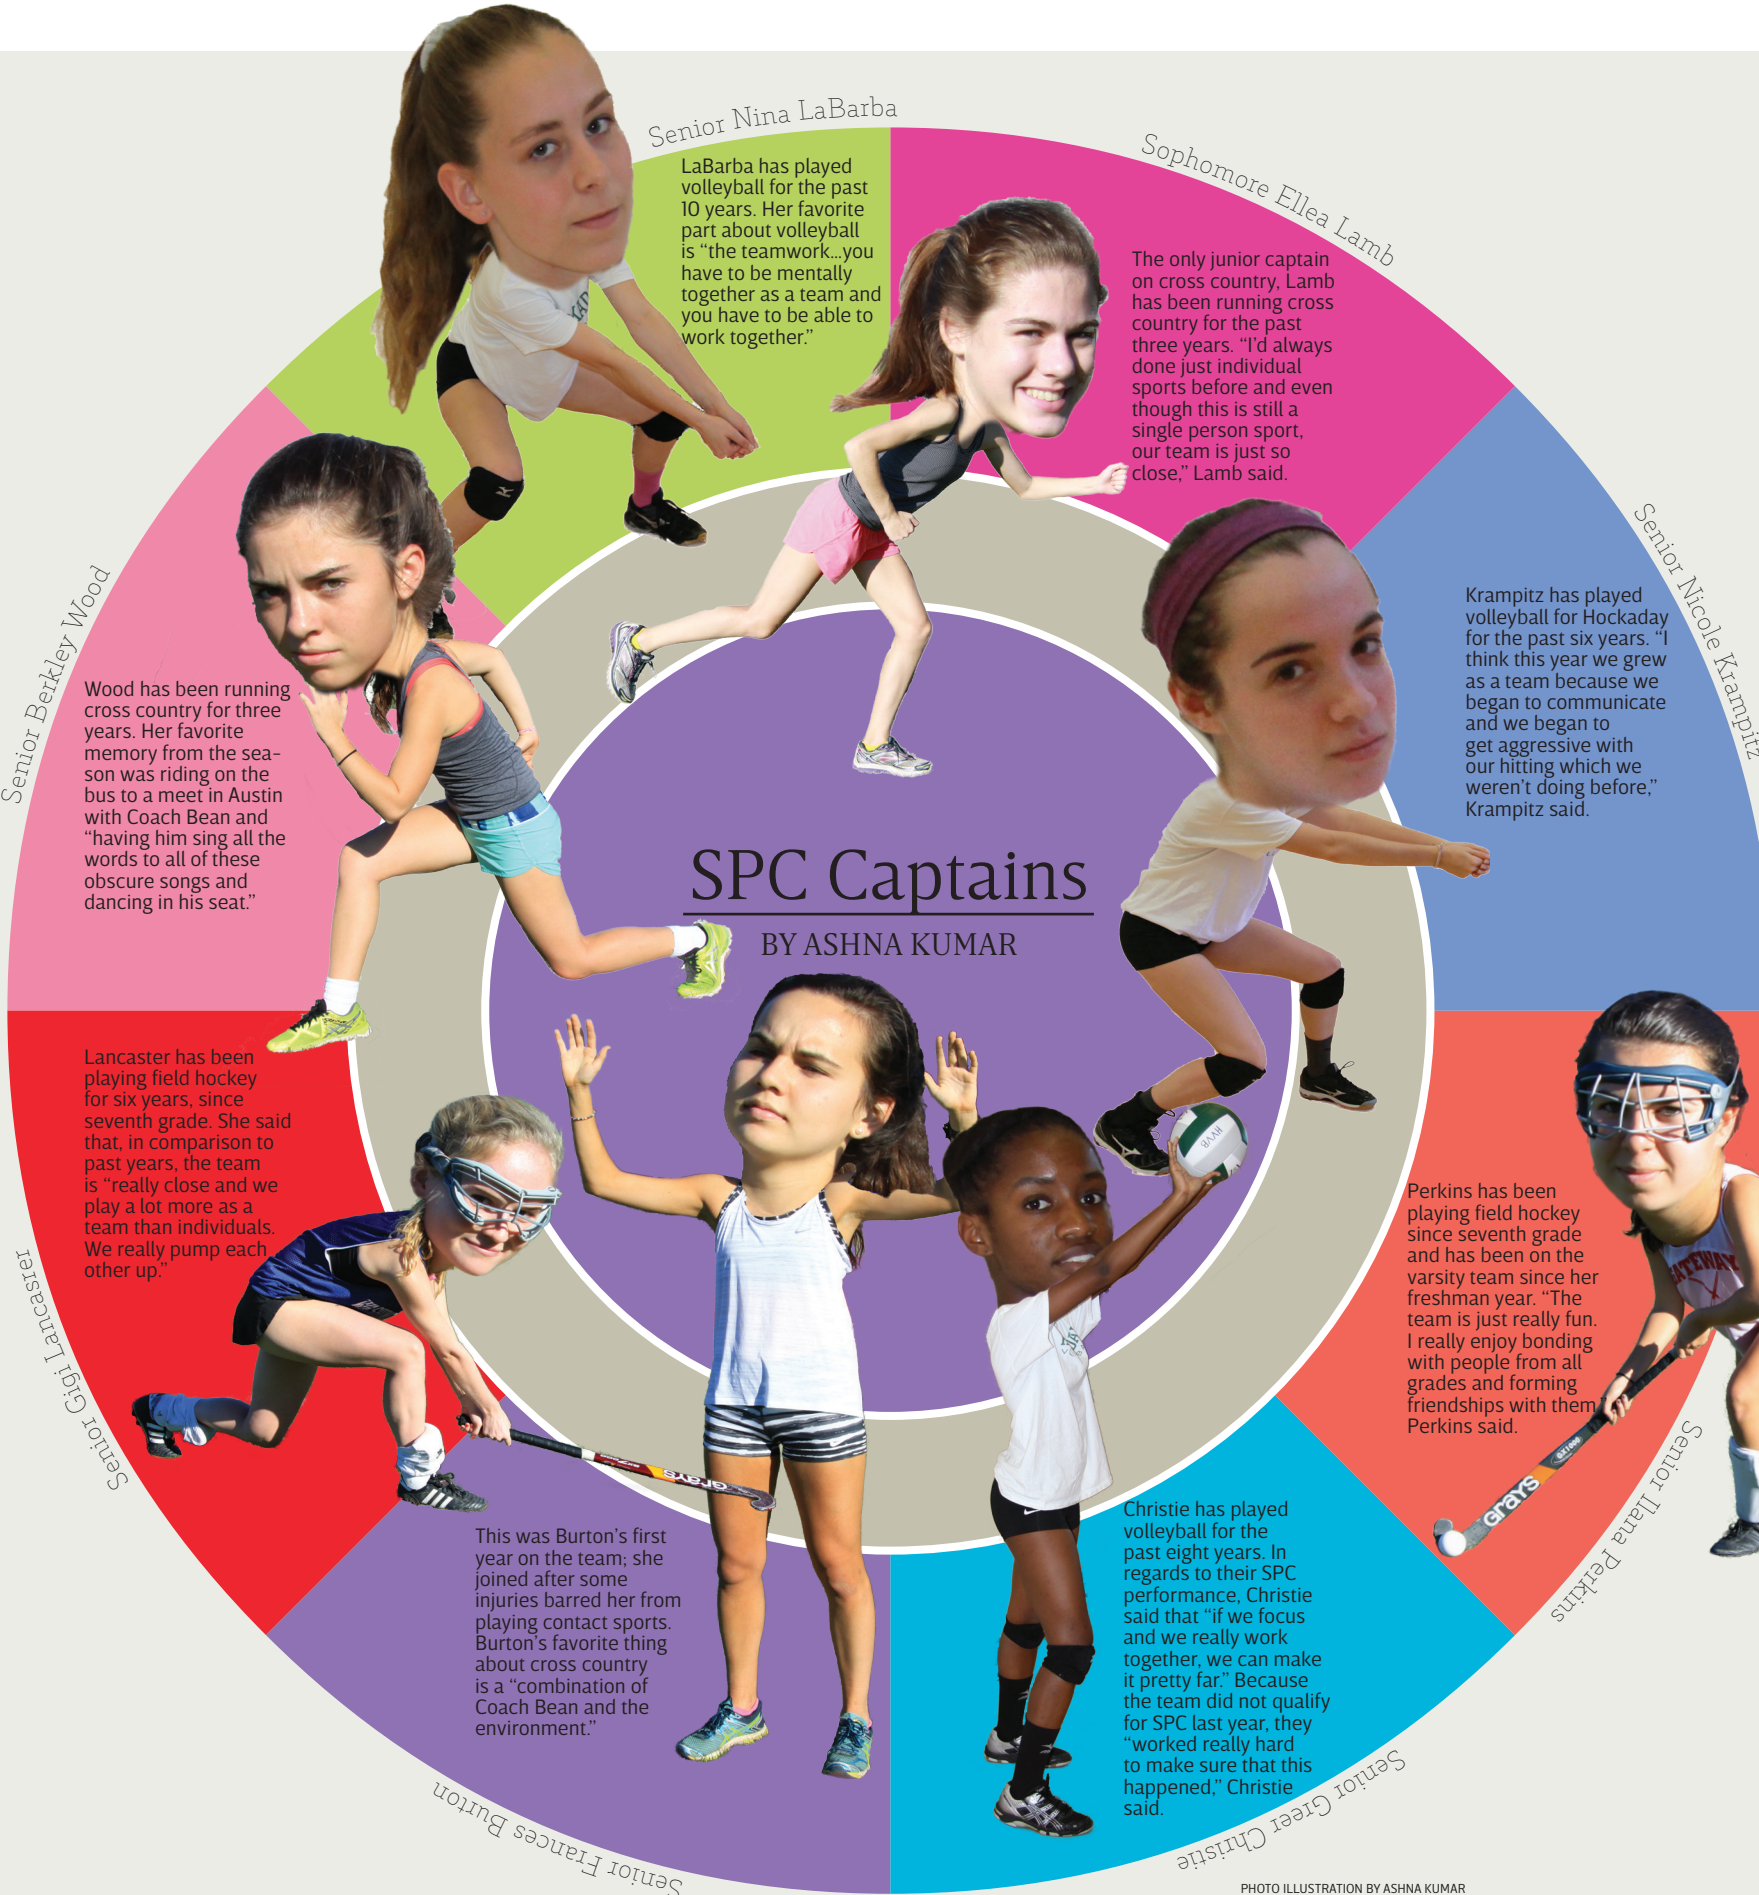 Senior Nina LaBarba
LaBarba has played
volleyball for the past
10 years. Her favorite
part about volleyball
is “the teamwork...you
have to be mentally
together as a team and
you have to be able to
work together.”
Sophomore Ellea Lamb
The only junior captain
on cross country, Lamb
has been running cross
country for the past
three years. “I’d always
done just individual
sports before and even
though this is still a
single person sport,
our team is just so
close,” Lamb said.
Senior Nicole Krampitz
Krampitz has played
volleyball for Hockaday
for the past six years. “I
think this year we grew
as a team because we
began to communicate
and we began to
get aggressive with
our hitting which we
weren’t doing before,”
Krampitz said.
Senior Berkley Wood
Wood has been running
cross country for three
years. Her favorite
memory from the sea-
son was riding on the
bus to a meet in Austin
with Coach Bean and
“having him sing all the
words to all of these
obscure songs and
dancing in his seat.”
SPC Captains
BY ASHNA KUMAR
Senior Gigi Lancaster
Lancaster has been
playing field hockey
for six years, since
seventh grade. She said
that, in comparison to
past years, the team
is “really close and we
play a lot more as a
team than individuals.
We really pump each
other up.”
HVVB
Senior Ilana Perkins
Perkins has been
playing field hockey
since seventh grade
and has been on the
varsity team since her
freshman year. “The
team is just really fun.
I really enjoy bonding
with people from all
grades and forming
friendships with them
Perkins said.
GRAYS
GRAYS
Senior Frances Burton
This was Burton’s first
year on the team; she
joined after some
injuries barred her from
playing contact sports.
Burton’s favorite thing
about cross country
is a “combination of
Coach Bean and the
environment.”
Senior Greer Christie
Christie has played
volleyball for the
past eight years. In
regards to their SPC
performance, Christie
said that “if we focus
and we really work
together, we can make
it pretty far.” Because
the team did not qualify
for SPC last year, they
“worked really hard
to make sure that this
happened,” Christie
said.
PHOTO ILLUSTRATION BY ASHNA KUMAR